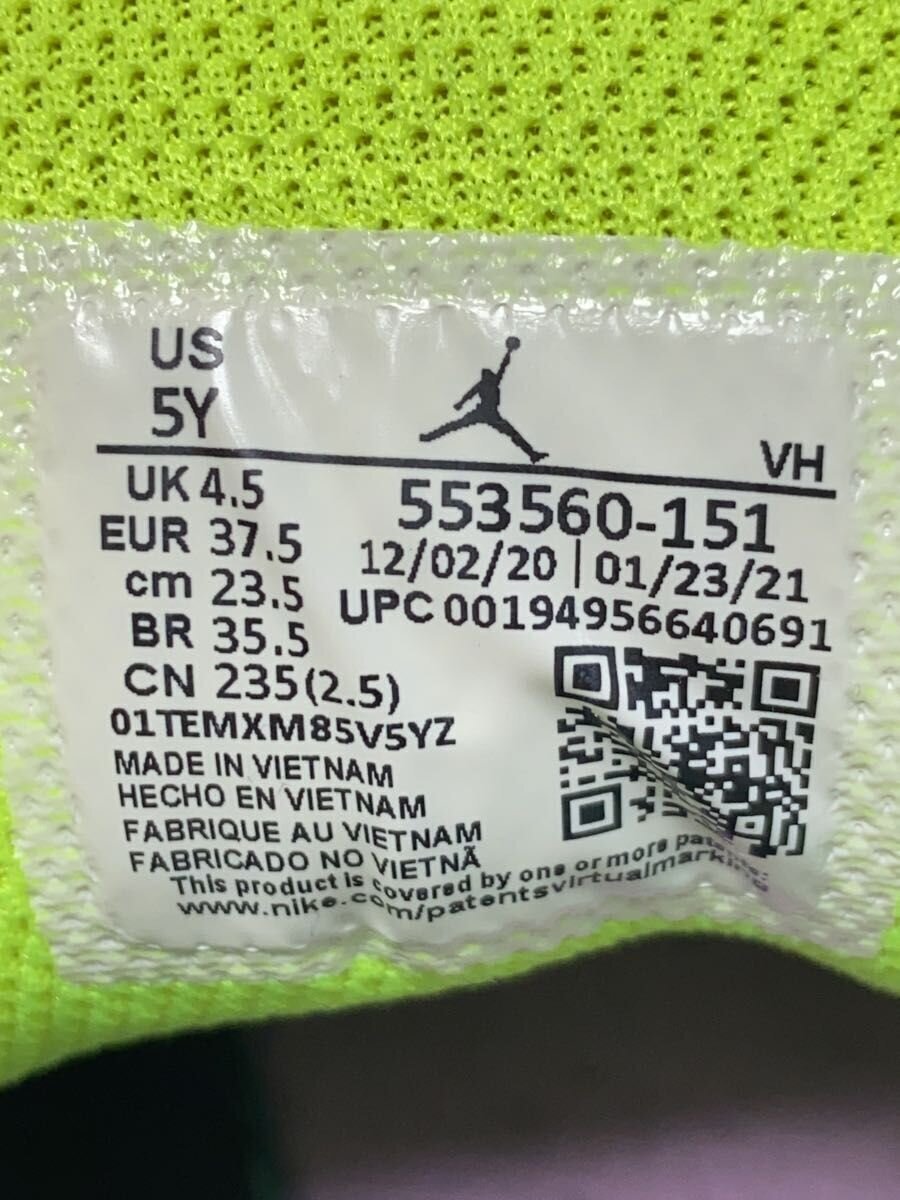 US
5Y
VH
UK 4.5
EUR 37.5
cm 23.5
BR 35.5
CN 235(2.5)
553560-151
12/02/20 | 01/23/21
UPC 00194956640691
01TEMXM85V5YZ
MADE IN VIETNAM
HECHO EN VIETNAM
FABRIQUE AU VIETNAM
FABRICADO NO VIETNÃ
This product is covered by one or more patents:
www.nike.com/patentsvirtualmarking